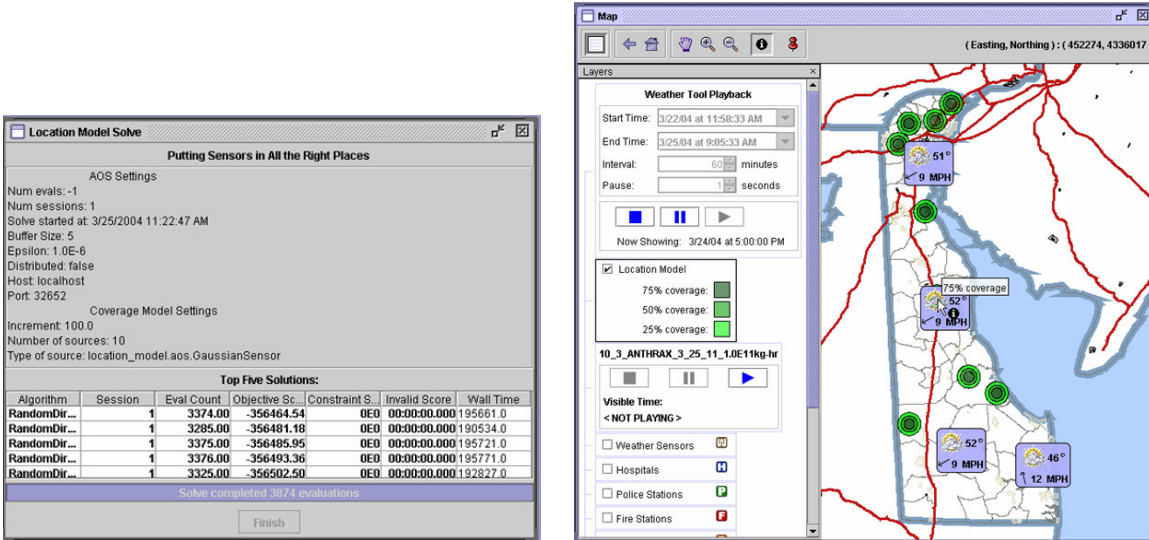 Location Model Solve
Putting Sensors in All the Right Places
AOS Settings
Num evals: -1
Num sessions: 1
Solve started at: 3/25/2004 11:22:47 AM
Buffer Size: 5
Epsilon: 1.0E-6
Distributed: false
Host: localhost
Port: 32652
Coverage Model Settings
Increment: 100.0
Number of sources: 10
Type of source: location_model.aos.GaussianSensor
Top Five Solutions:
Algorithm Session Eval Count Objective Sc... Constraint S... Invalid Score Wall Time
RandomDir... 1 3374.00 -356464.54 0E0 00:00:00.000 195661.0
RandomDir... 1 3285.00 -356481.18 0E0 00:00:00.000 190534.0
RandomDir... 1 3375.00 -356485.95 0E0 00:00:00.000 195721.0
RandomDir... 1 3376.00 -356493.36 0E0 00:00:00.000 195771.0
RandomDir... 1 3325.00 -356502.50 0E0 00:00:00.000 192827.0
Solve completed 3874 evaluations
Finish
Map
( Easting, Northing ) : ( 452274, 4336017
Layers
Weather Tool Playback
Start Time: 3/22/04 at 11:58:33 AM
End Time: 3/25/04 at 9:05:33 AM
Interval: 60 minutes
Pause: 1 seconds
Now Showing: 3/24/04 at 5:00:00 PM
Location Model
75% coverage:
50% coverage:
25% coverage:
10_3_ANTHRAX_3_25_11_1.0E11kg-hr
Visible Time:
< NOT PLAYING >
Weather Sensors W
Hospitals H
Police Stations P
Fire Stations F
51°
9 MPH
75% coverage
52°
9 MPH
52°
9 MPH
46°
12 MPH